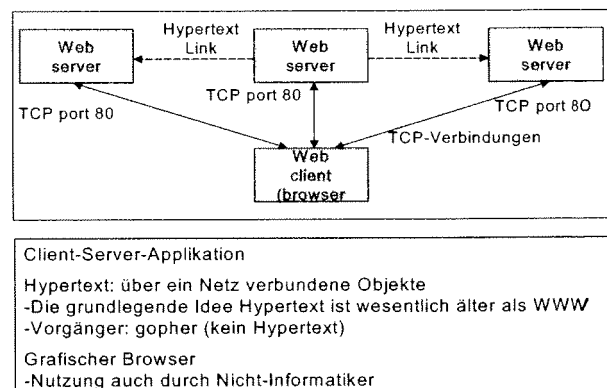 Hypertext
Link
Hypertext
Link
Web
server
Web
server
Web
server
TCP port 80
TCP port 80
TCP port 8O
TCP-Verbindungen
Web
client
(browser
Client-Server-Applikation
Hypertext: über ein Netz verbundene Objekte
-Die grundlegende Idee Hypertext ist wesentlich älter als WWW
-Vorgänger: gopher (kein Hypertext)
Grafischer Browser
-Nutzung auch durch Nicht-Informatiker